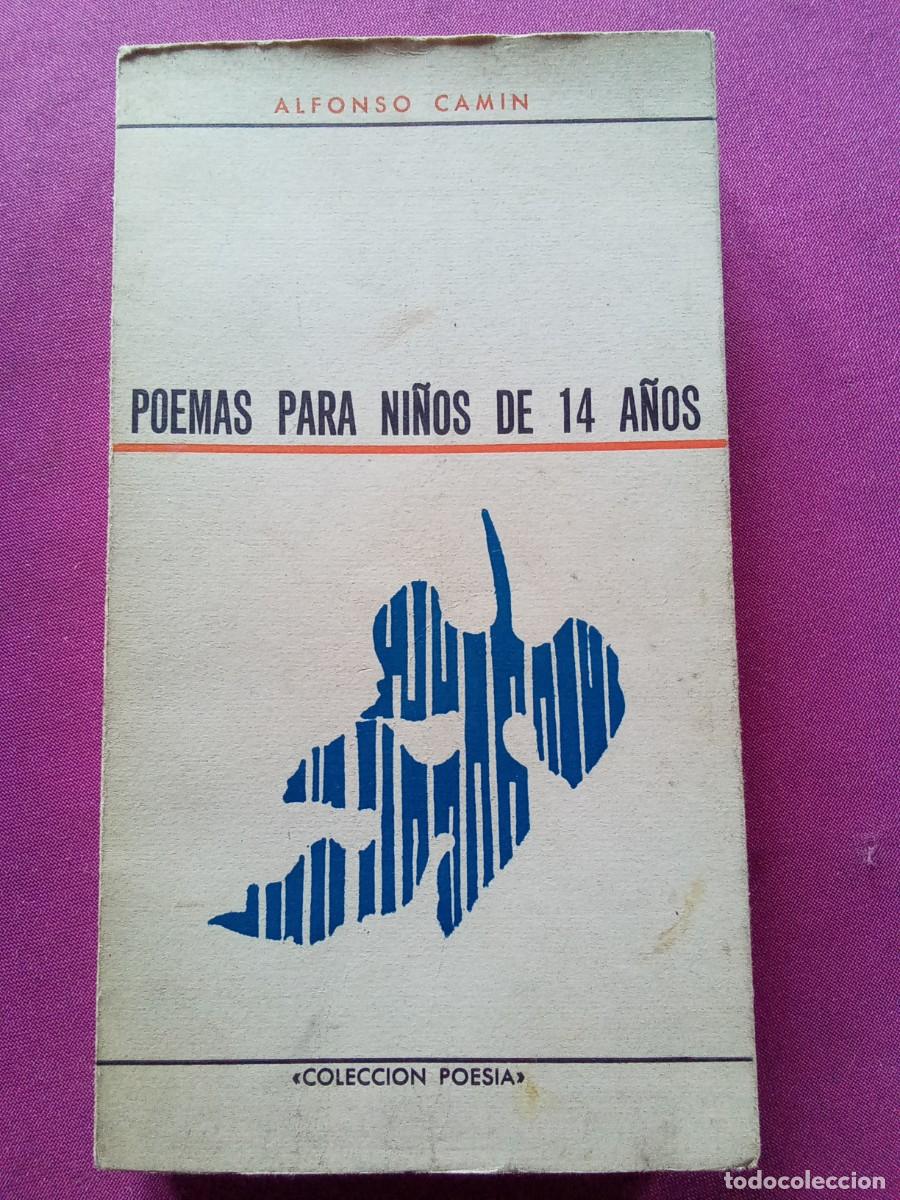 ALFONSO CAMIN
POEMAS PARA NIÑOS DE 14 AÑOS
«COLECCION POESIA»
todocoleccion